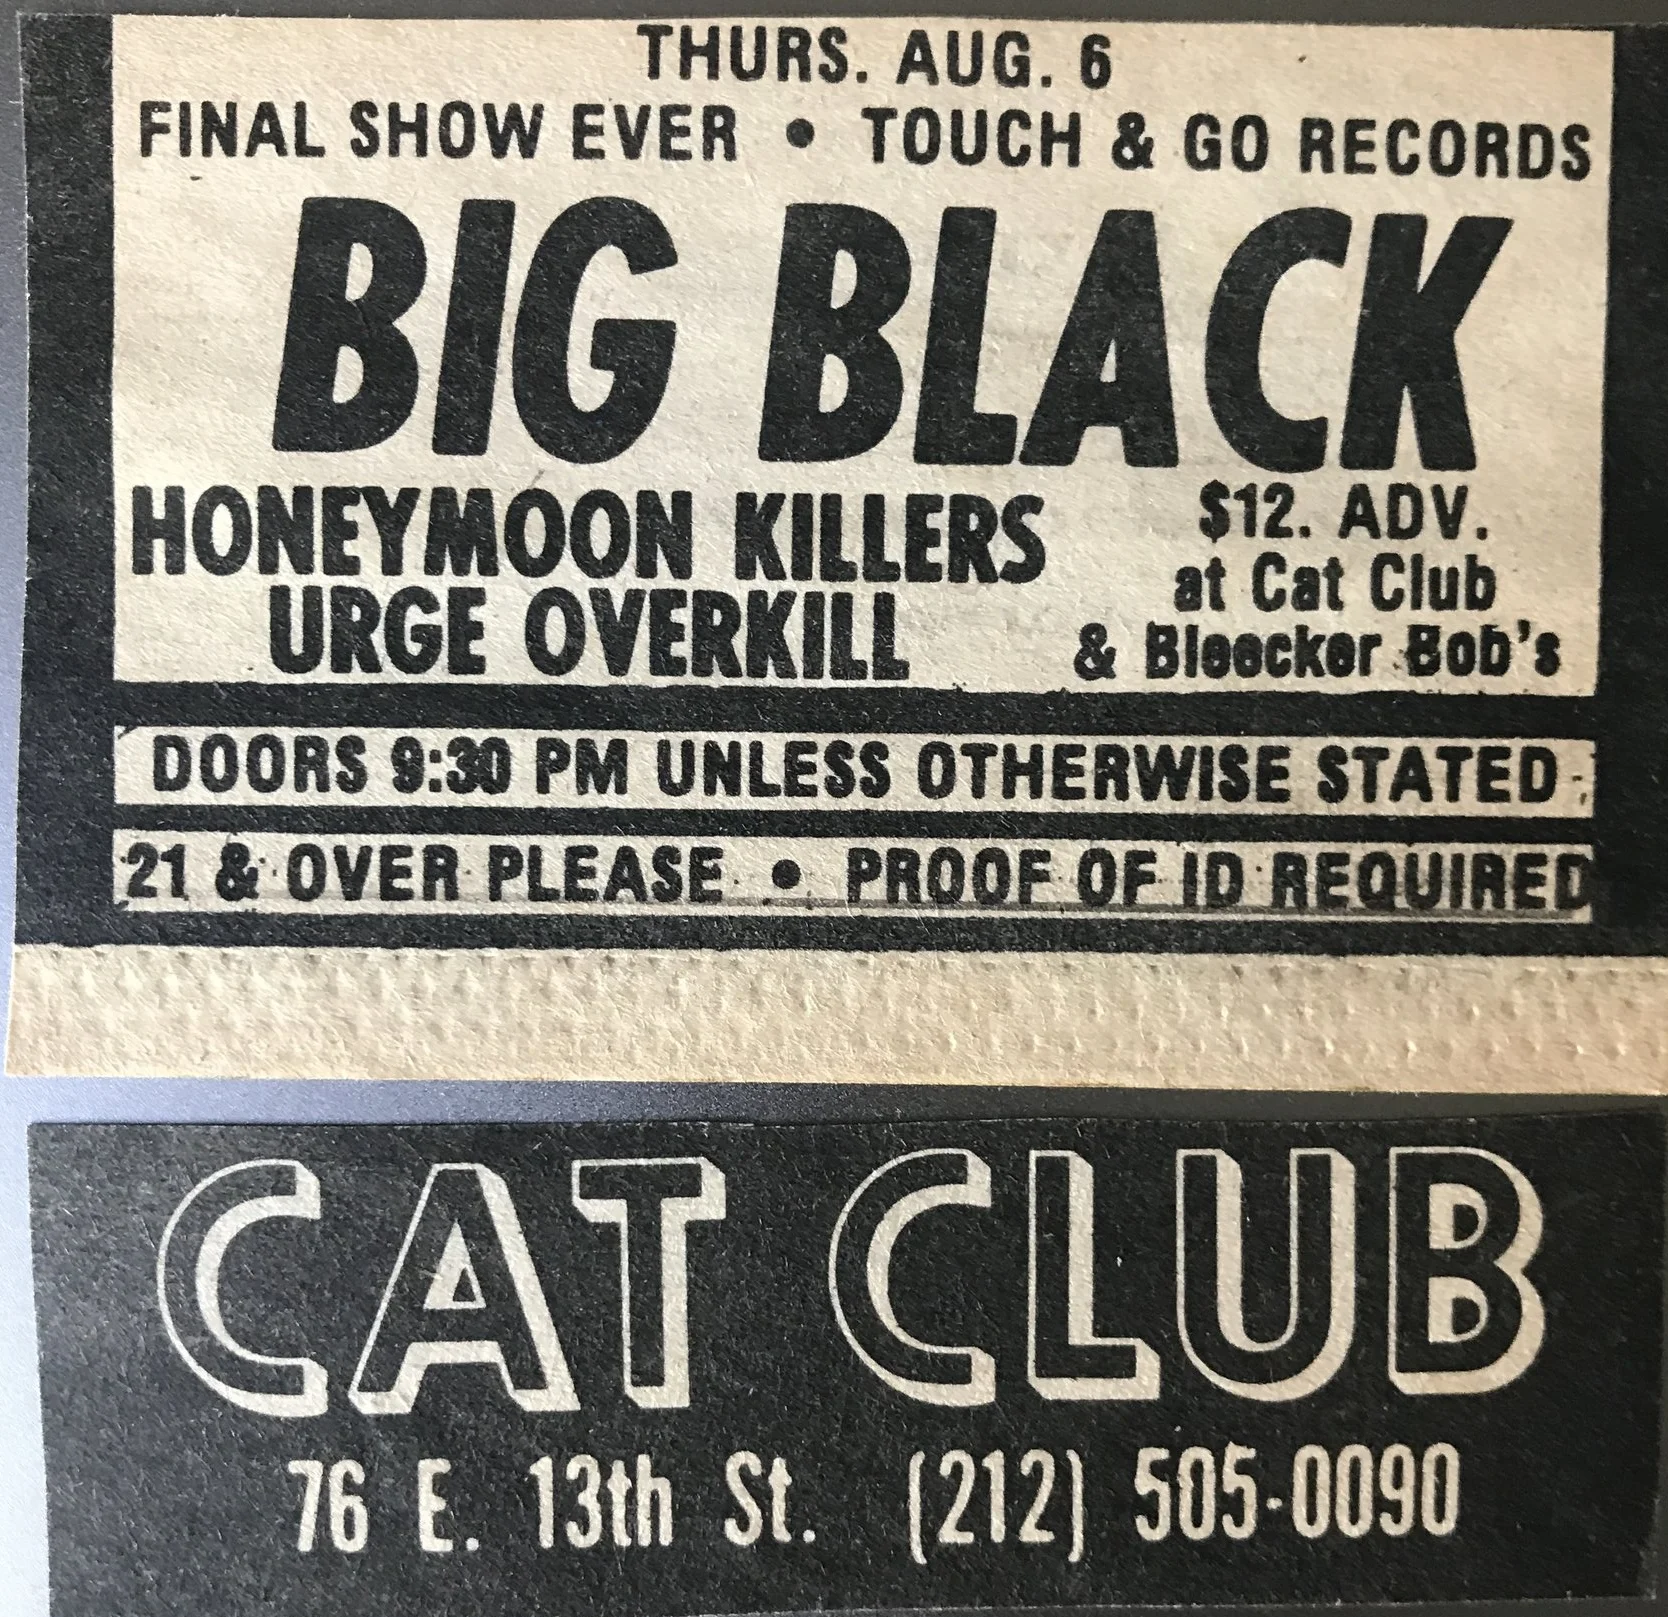 THURS. AUG. 6
FINAL SHOW EVER • TOUCH & GO RECORDS
BIG BLACK
HONEYMOON KILLERS
URGE OVERKILL
$12. ADV.
at Cat Club
& Bleecker Bob's
DOORS 9:30 PM UNLESS OTHERWISE STATED
21 & OVER PLEASE • PROOF OF ID REQUIRED
CAT CLUB
76 E. 13th St. (212) 505-0090